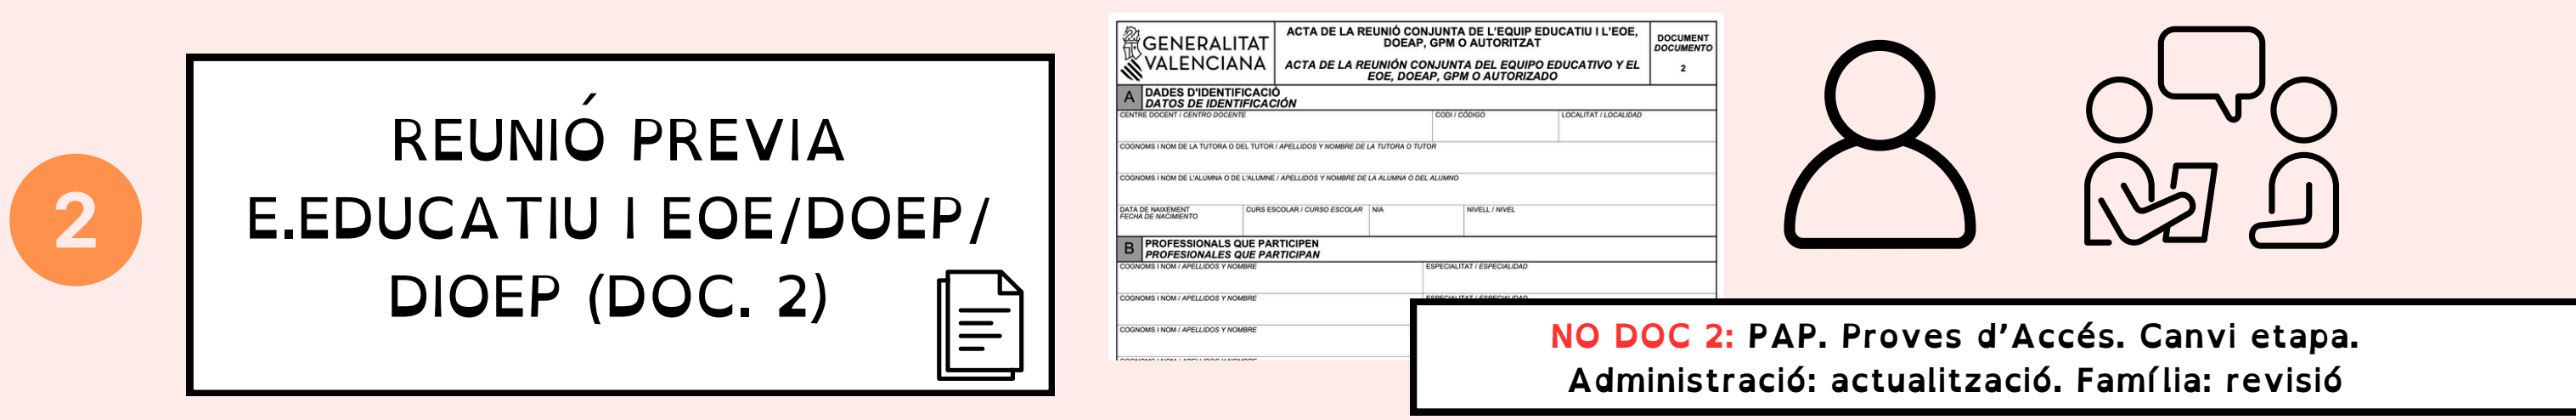 2
REUNIÓ PREVIA
E.EDUCATIU I EOE/DOEP/
DIOEP (DOC. 2)
GENERALITAT
VALENCIANA
ACTA DE LA REUNIÓ CONJUNTA DE L'EQUIP EDUCATIU I L'EOE,
DOEAP, GPM O AUTORITZAT
ACTA DE LA REUNIÓN CONJUNTA DEL EQUIPO EDUCATIVO Y EL
EOE, DOEAP, GPM O AUTORIZADO
DOCUMENT
DOCUMENTO
2
A DADES D'IDENTIFICACIÓ
DATOS DE IDENTIFICACIÓN
CENTRE DOCENT / CENTRO DOCENTE CODI / CÓDIGO LOCALITAT / LOCALIDAD
COGNOMS I NOM DE LA TUTORA O DEL TUTOR / APELLIDOS Y NOMBRE DE LA TUTORA O TUTOR
COGNOMS I NOM DE L'ALUMNA O DE L'ALUMNE / APELLIDOS Y NOMBRE DE LA ALUMNA O DEL ALUMNO
DATA DE NAIXEMENT CURS ESCOLAR / CURSO ESCOLAR NIA NIVELL / NIVEL
FECHA DE NACIMIENTO
B PROFESSIONALS QUE PARTICIPEN
PROFESIONALES QUE PARTICIPAN
COGNOMS I NOM / APELLIDOS Y NOMBRE ESPECIALITAT / ESPECIALIDAD
COGNOMS I NOM / APELLIDOS Y NOMBRE ESPECIALITAT / ESPECIALIDAD
COGNOMS I NOM / APELLIDOS Y NOMBRE
COGNOMS I NOM / APELLIDOS Y NOMBRE
NO DOC 2: PAP. Proves d'Accés. Canvi etapa.
Administració: actualització. Família: revisió